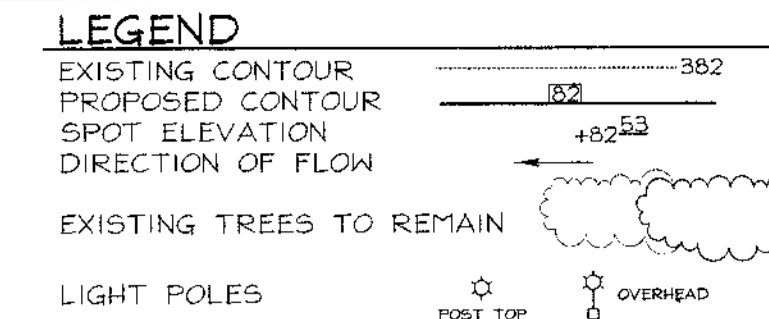 LEGEND
EXISTING CONTOUR 382
PROPOSED CONTOUR 82
SPOT ELEVATION +82 53
DIRECTION OF FLOW
EXISTING TREES TO REMAIN
LIGHT POLES OVERHEAD
POST TOP